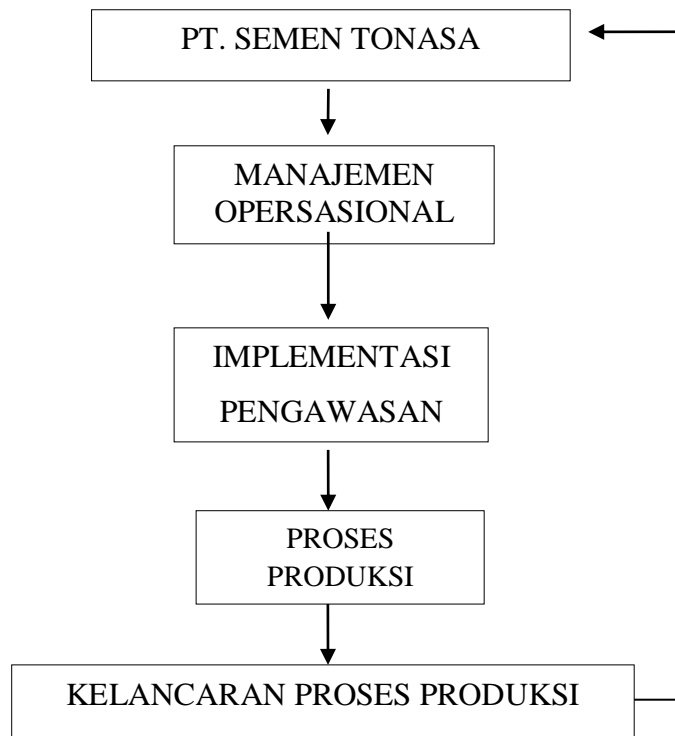 PT. SEMEN TONASA
MANAJEMEN
OPERSASIONAL
IMPLEMENTASI
PENGAWASAN
PROSES
PRODUKSI
KELANCARAN PROSES PRODUKSI